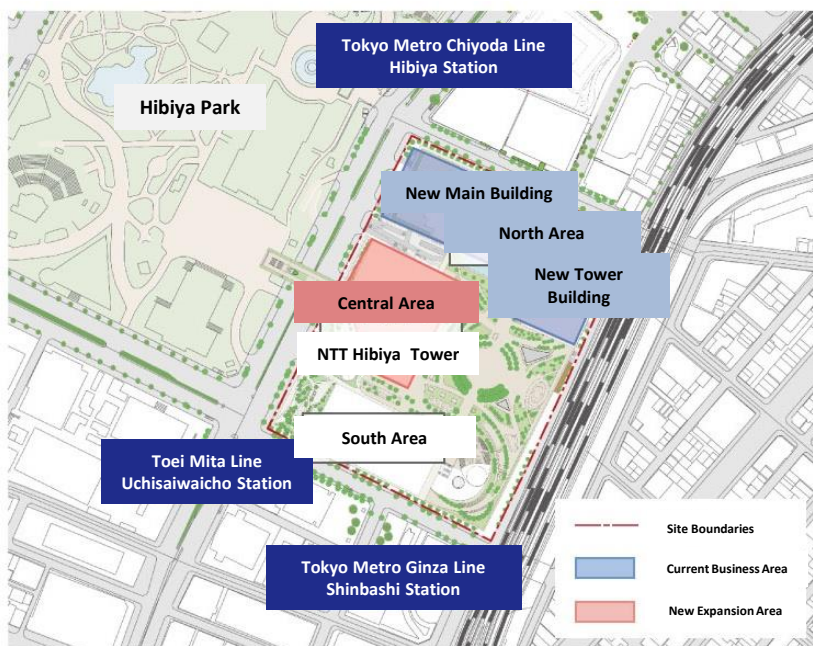 Tokyo Metro Chiyoda Line
Hibiya Station
Hibiya Park
New Main Building
North Area
New Tower
Building
Central Area
NTT Hibiya Tower
South Area
Toei Mita Line
Uchisaiwaicho Station
Tokyo Metro Ginza Line
Shinbashi Station
Site Boundaries
Current Business Area
New Expansion Area